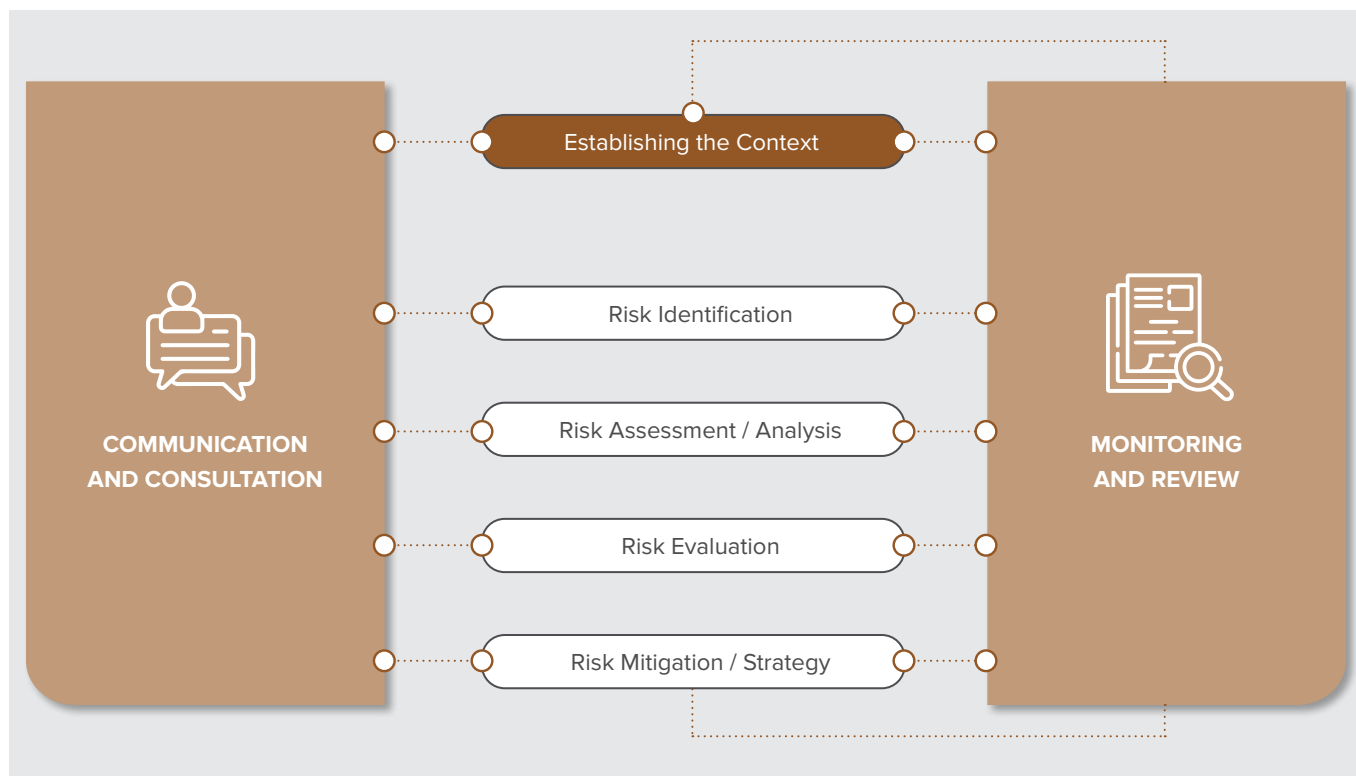 Establishing the Context
Risk Identification
Risk Assessment / Analysis
Risk Evaluation
Risk Mitigation / Strategy
COMMUNICATION
AND CONSULTATION
MONITORING
AND REVIEW